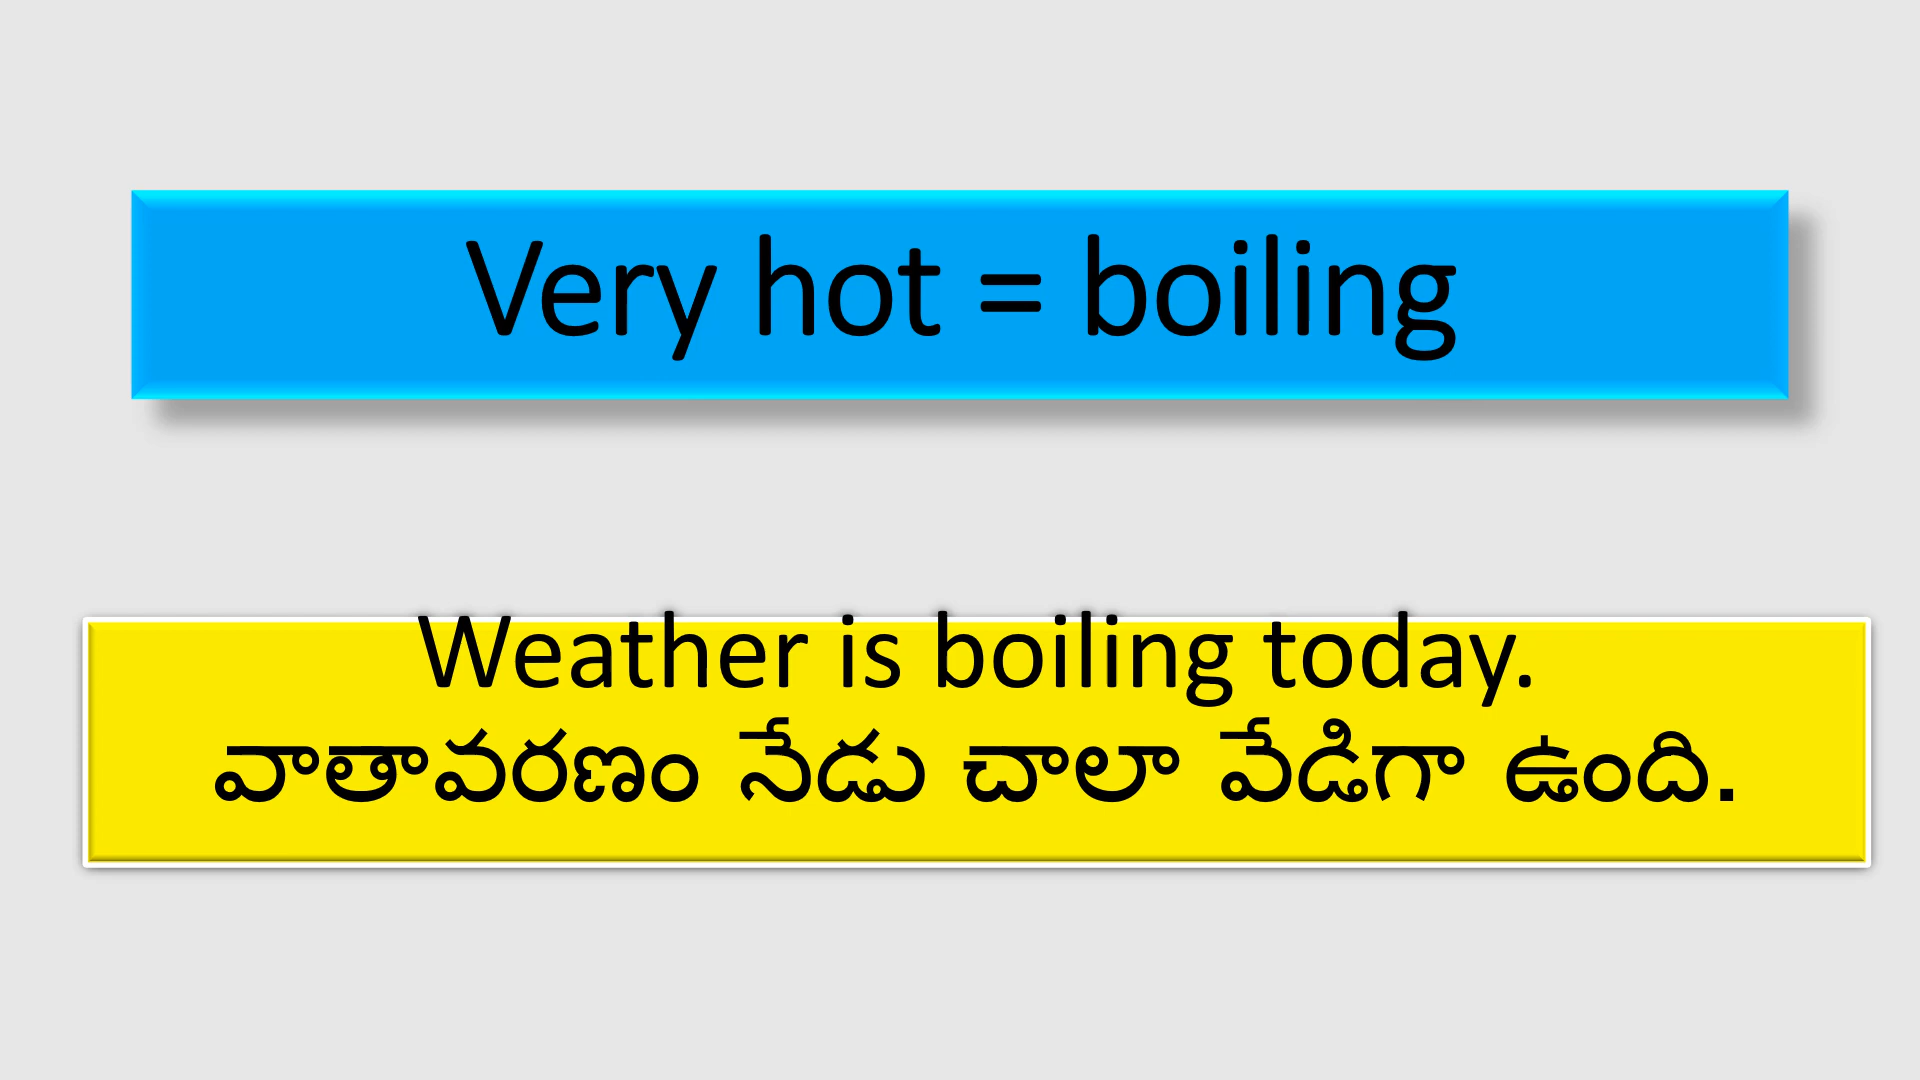 Very hot = boiling
Weather is boiling today.
వాతావరణం నేడు చాలా వేడిగా ఉంది.